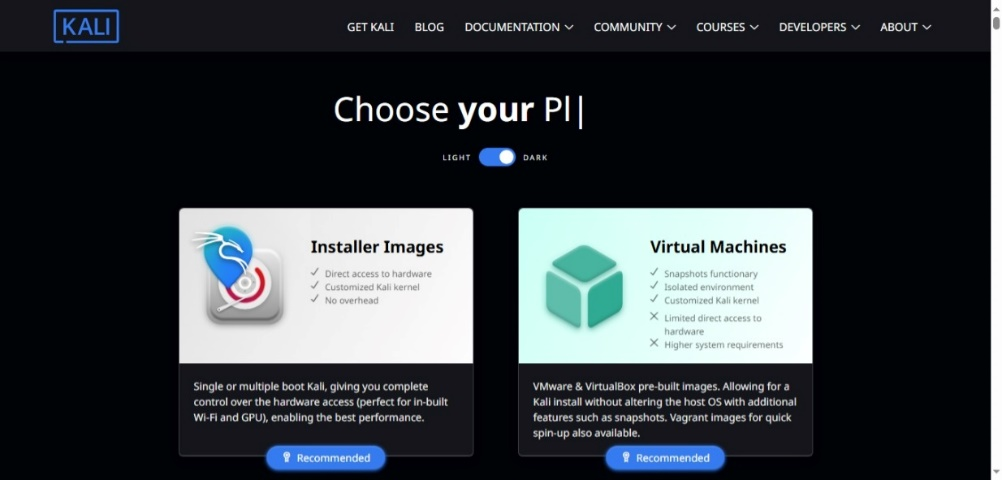 KALI
GET KALI BLOG DOCUMENTATION COMMUNITY COURSES DEVELOPERS ABOUT
Choose your Pl|
LIGHT DARK
Installer Images
Direct access to hardware
Customized Kali kernel
No overhead
Single or multiple boot Kali, giving you complete
control over the hardware access (perfect for in-built
Wi-Fi and GPU), enabling the best performance.
Recommended
Virtual Machines
Snapshots functionary
Isolated environment
Customized Kali kernel
Limited direct access to
hardware
Higher system requirements
VMware & VirtualBox pre-built images. Allowing for a
Kali install without altering the host OS with additional
features such as snapshots. Vagrant images for quick
spin-up also available.
Recommended